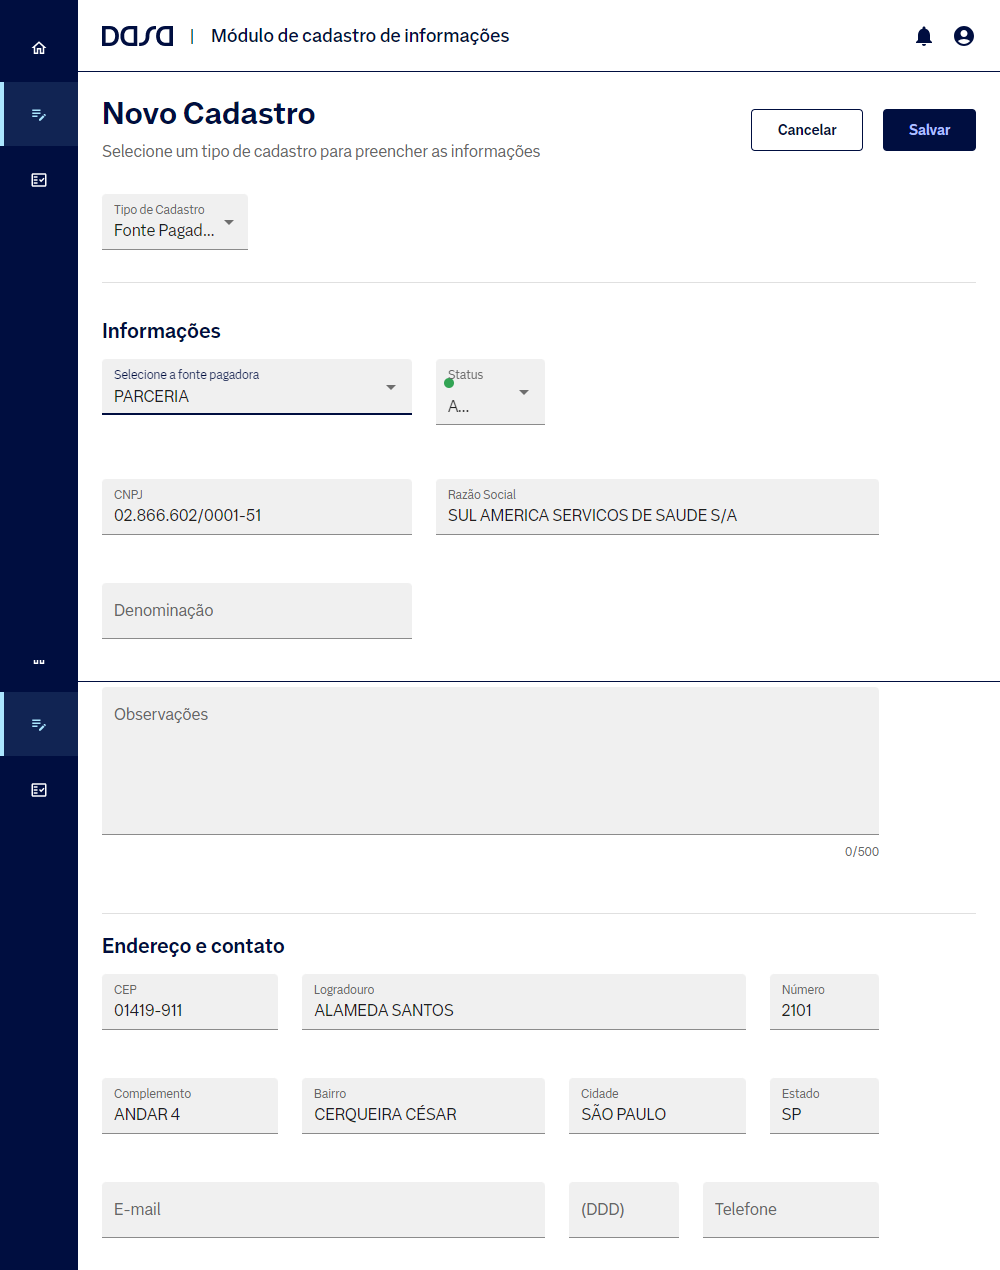 DASA | Módulo de cadastro de informações
Novo Cadastro
Selecione um tipo de cadastro para preencher as informações
Cancelar
Salvar
Tipo de Cadastro
Fonte Pagad...
Informações
Selecione a fonte pagadora
PARCERIA
Status
A...
CNPJ
02.866.602/0001-51
Razão Social
SUL AMERICA SERVICOS DE SAUDE S/A
Denominação
Observações
0/500
Endereço e contato
CEP
01419-911
Logradouro
ALAMEDA SANTOS
Número
2101
Complemento
ANDAR 4
Bairro
CERQUEIRA CÉSAR
Cidade
SÃO PAULO
Estado
SP
E-mail
(DDD)
Telefone